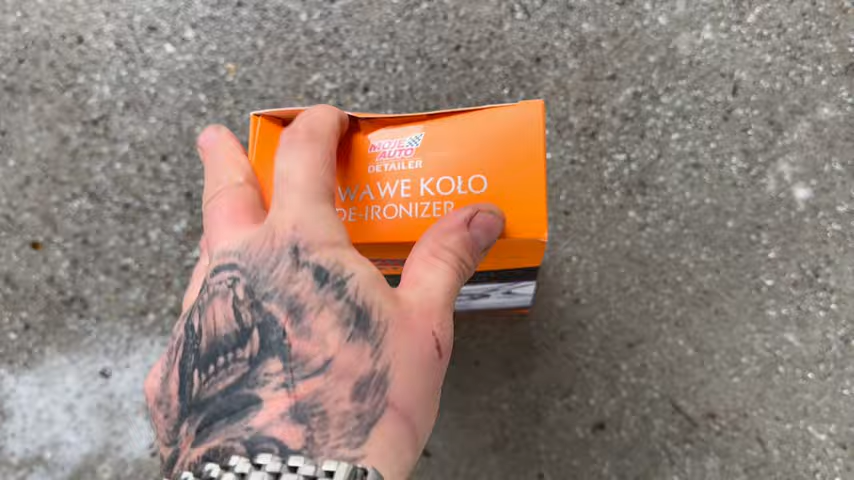 MOJE
AUTO
DETAILER
WAWE KOŁO
DE-IRONIZER